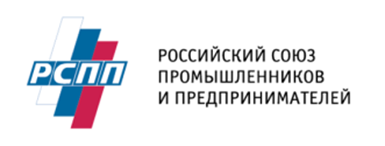 РСПП
РОССИЙСКИЙ СОЮЗ
ПРОМЫШЛЕННИКОВ
И ПРЕДПРИНИМАТЕЛЕЙ